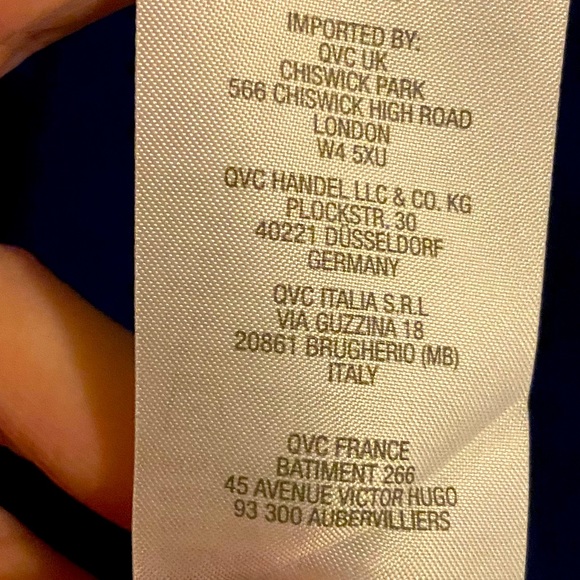 IMPORTED BY:
QVC UK
CHISWICK PARK
566 CHISWICK HIGH ROAD
LONDON
W4 5XU
QVC HANDEL LLC & CO. KG
PLOCKSTR. 30
40221 DÜSSELDORF
GERMANY
QVC ITALIA S.R.L
VIA GUZZINA 18
20861 BRUGHERIO (MB)
ITALY
QVC FRANCE
BATIMENT 266
45 AVENUE VICTOR HUGO
93 300 AUBERVILLIERS